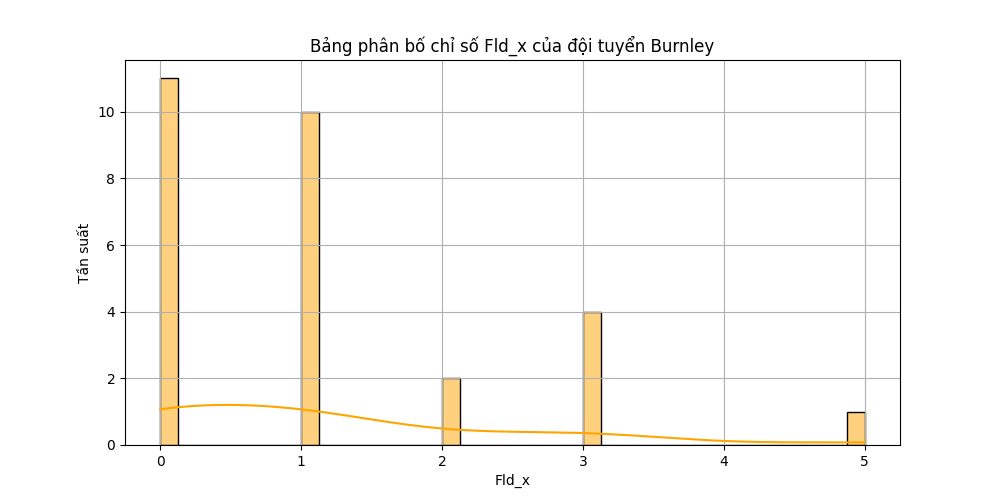 Bảng phân bố chỉ số Fld_x của đội tuyển Burnley
10
8
6
4
2
0
Tần suất
0 1 2 3 4 5
Fld_x